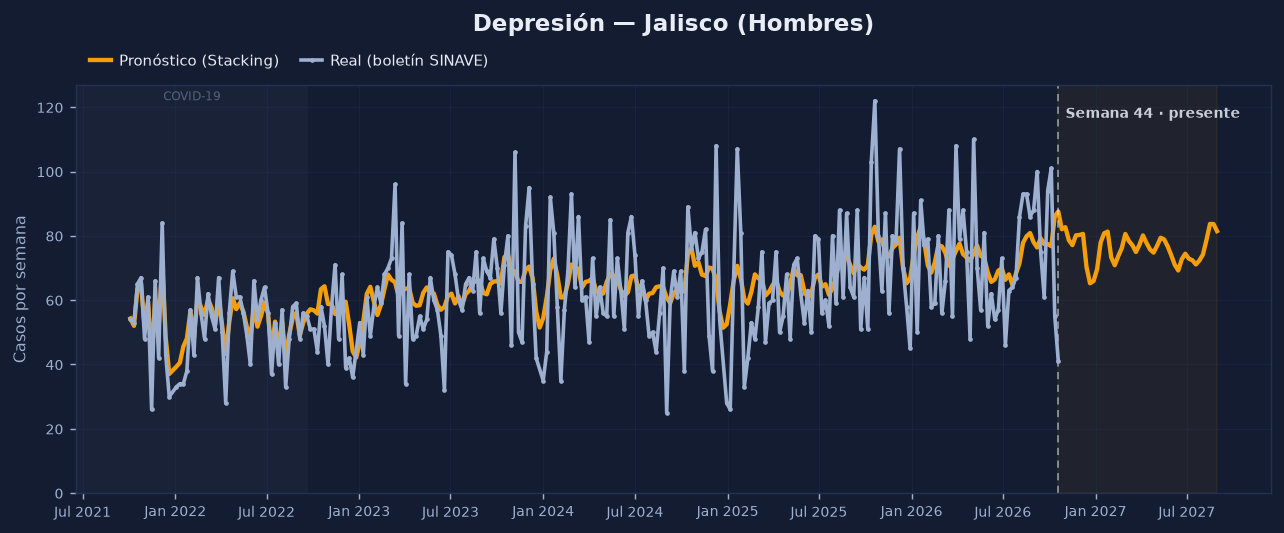 Depresión — Jalisco (Hombres)
Pronóstico (Stacking)
Real (boletín SINAVE)
COVID-19
Semana 44 · presente
Casos por semana
120
100
80
60
40
20
0
Jul 2021
Jan 2022
Jul 2022
Jan 2023
Jul 2023
Jan 2024
Jul 2024
Jan 2025
Jul 2025
Jan 2026
Jul 2026
Jan 2027
Jul 2027